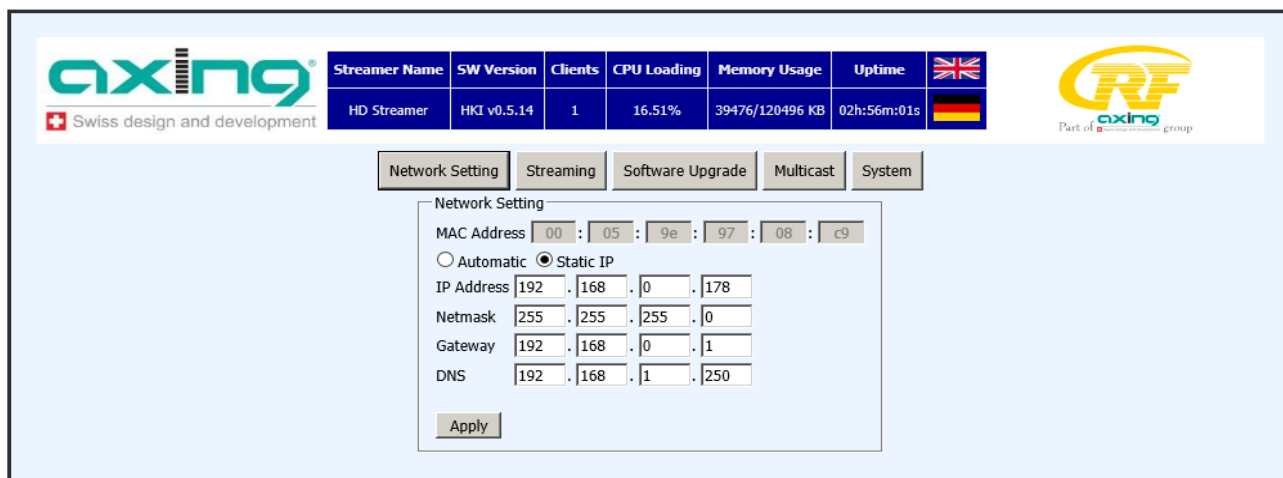 axing®
Swiss design and development
Streamer Name SW Version Clients CPU Loading Memory Usage Uptime
HD Streamer HKI v0.5.14 1 16.51% 39476/120496 KB 02h:56m:01s
CRF
Part of axing group
Network Setting Streaming Software Upgrade Multicast System
Network Setting
MAC Address 00 : 05 : 9e : 97 : 08 : c9
Automatic Static IP
IP Address 192 . 168 . 0 . 178
Netmask 255 . 255 . 255 . 0
Gateway 192 . 168 . 0 . 1
DNS 192 . 168 . 1 . 250
Apply